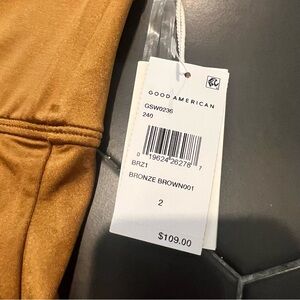 GOOD AMERICAN
GSW0236
240
0 19624 26278 7
BRZ1
BRONZE BROWN001
2
$109.00